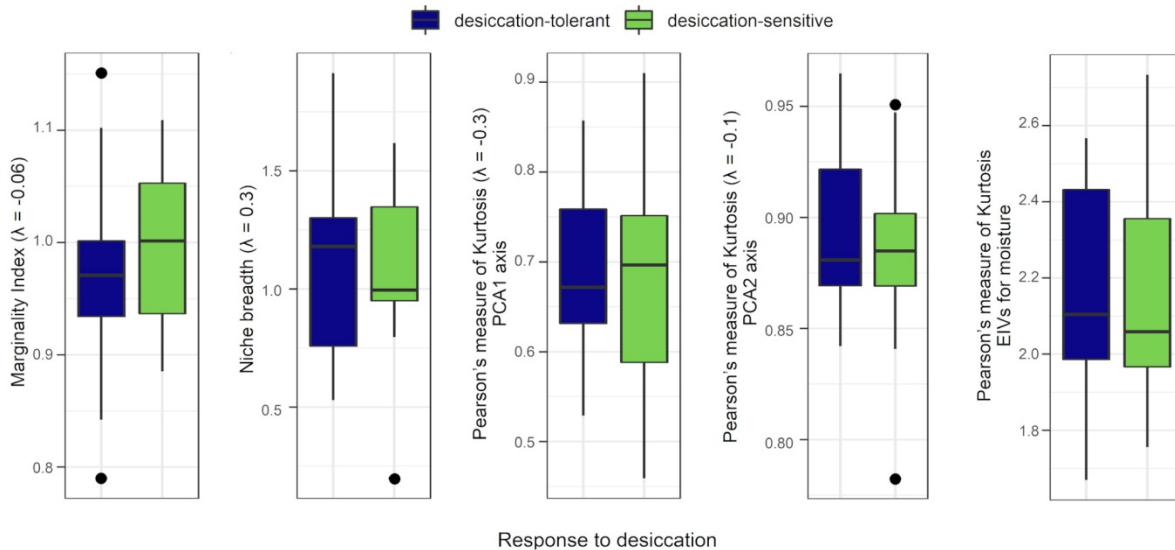 desiccation-tolerant desiccation-sensitive
Marginality Index (λ = -0.06)
1.1
1.0
0.9
0.8
Niche breadth (λ = 0.3)
1.5
1.0
0.5
Pearson's measure of Kurtosis (λ = -0.3)
PCA1 axis
0.9
0.8
0.7
0.6
0.5
Pearson's measure of Kurtosis (λ = -0.1)
PCA2 axis
0.95
0.90
0.85
0.80
Pearson's measure of Kurtosis
EIVs for moisture
2.6
2.4
2.2
2.0
1.8
Response to desiccation